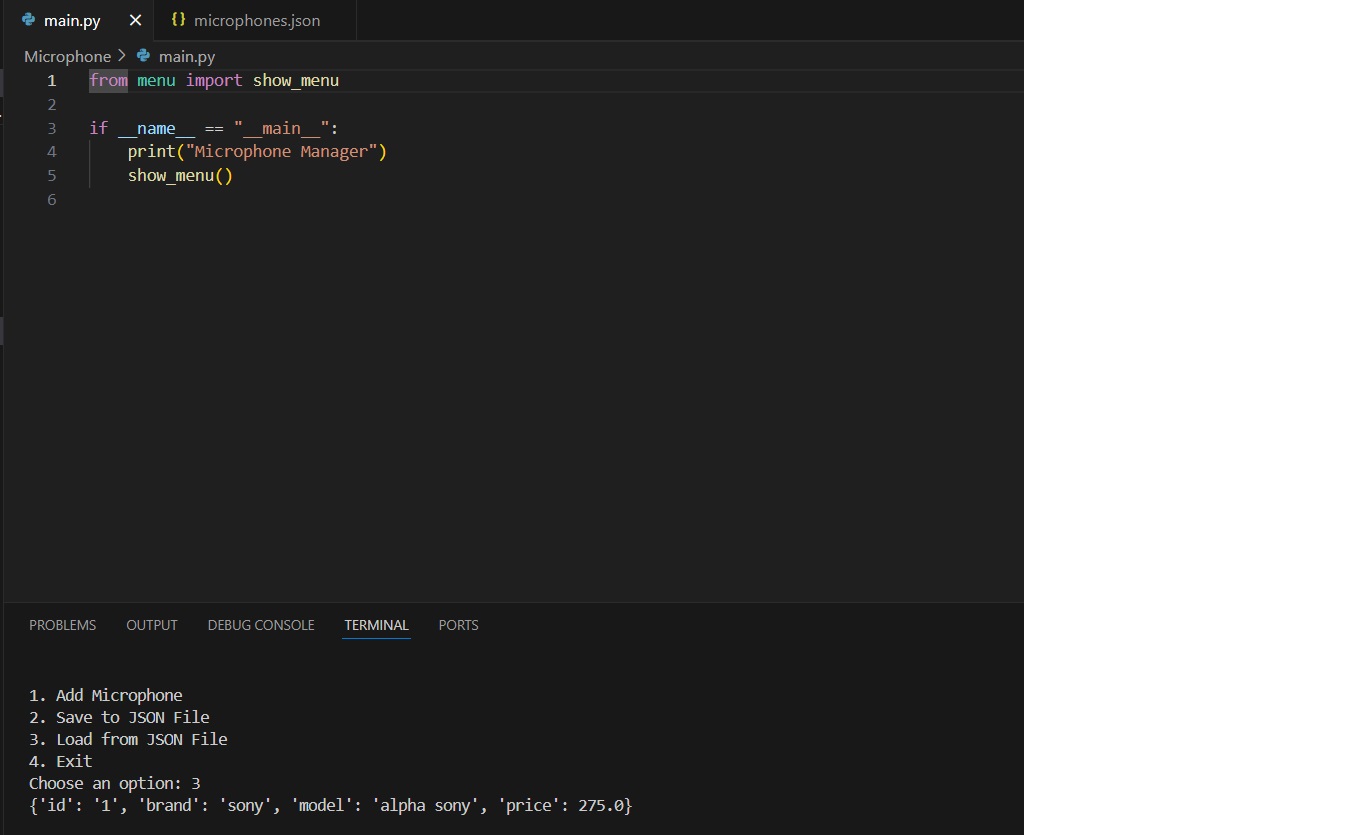 main.py × {} microphones.json
Microphone > main.py
1 from menu import show_menu
2
3 if __name__ == "__main__":
4     print("Microphone Manager")
5     show_menu()
6
PROBLEMS OUTPUT DEBUG CONSOLE TERMINAL PORTS
1. Add Microphone
2. Save to JSON File
3. Load from JSON File
4. Exit
Choose an option: 3
{'id': '1', 'brand': 'sony', 'model': 'alpha sony', 'price': 275.0}